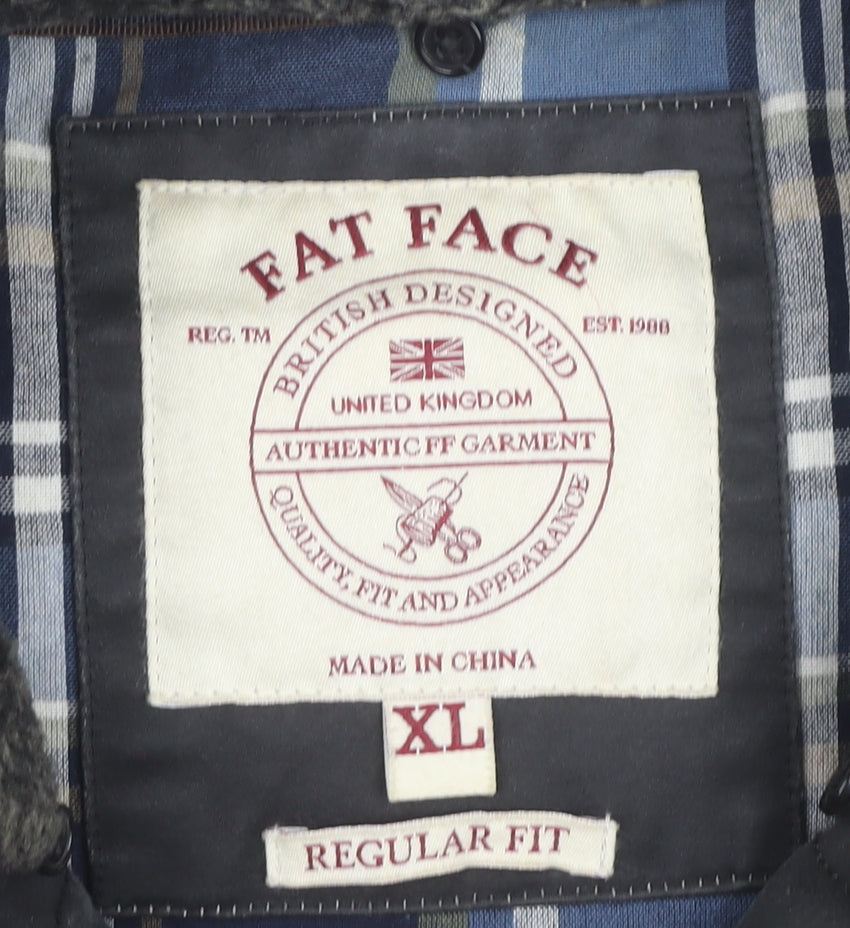 FAT FACE
REG. TM
EST. 1988
BRITISH DESIGNED
UNITED KINGDOM
AUTHENTIC FF GARMENT
QUALITY, FIT AND APPEARANCE
MADE IN CHINA
XL
REGULAR FIT